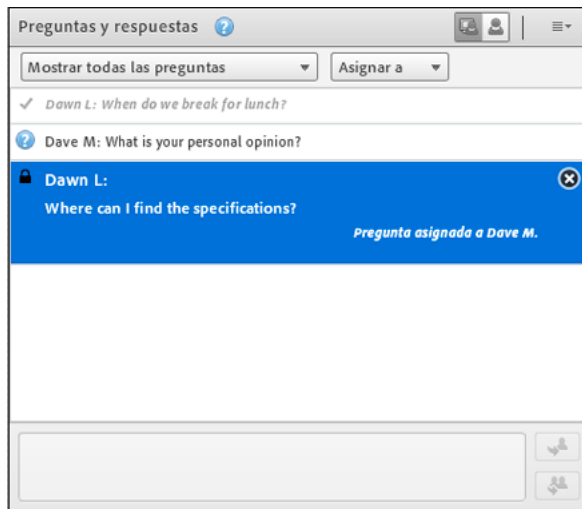 Preguntas y respuestas ?
Mostrar todas las preguntas Asignar a
Dawn L: When do we break for lunch?
? Dave M: What is your personal opinion?
Dawn L:
Where can I find the specifications?
Pregunta asignada a Dave M.